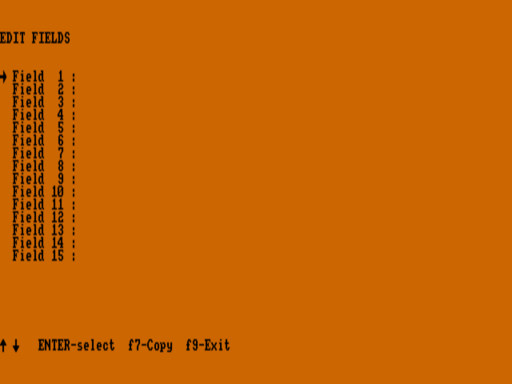 EDIT FIELDS
→ Field 1 :
Field 2 :
Field 3 :
Field 4 :
Field 5 :
Field 6 :
Field 7 :
Field 8 :
Field 9 :
Field 10 :
Field 11 :
Field 12 :
Field 13 :
Field 14 :
Field 15 :
↑ ↓ ENTER-select f7-Copy f9-Exit